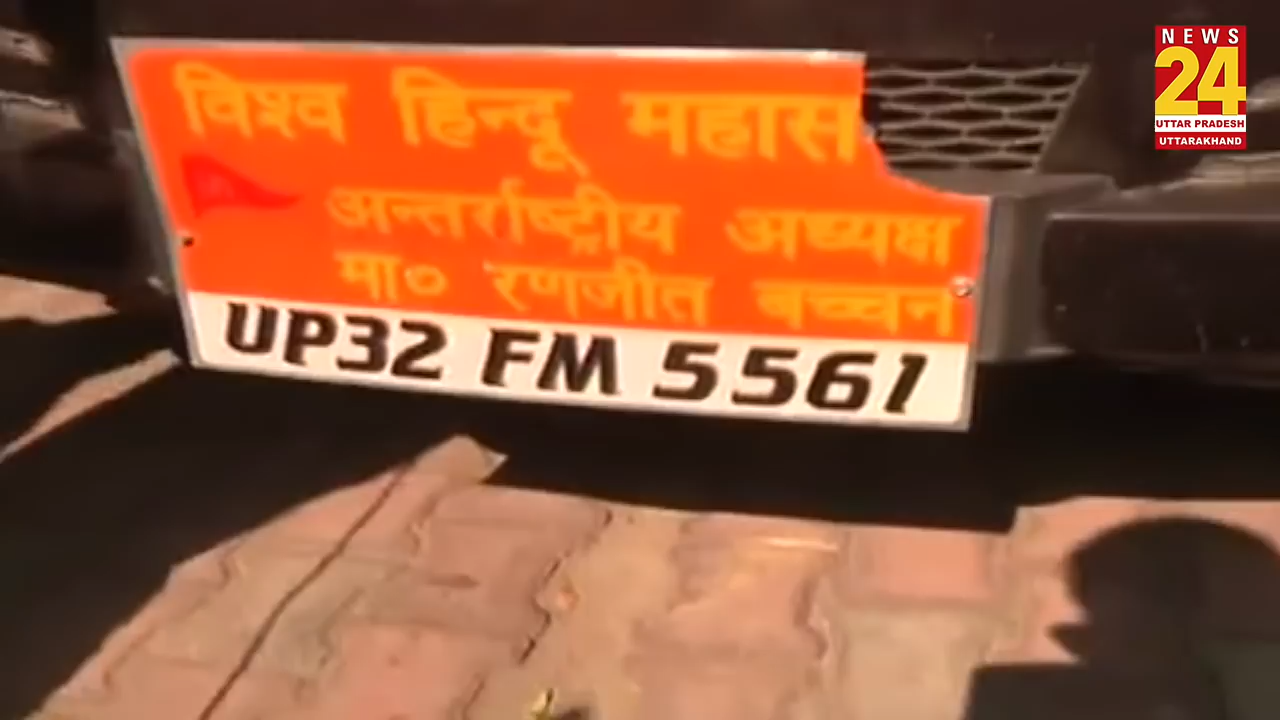 विश्व हिन्दू महास
अन्तर्राष्ट्रीय अध्यक्ष
मा० रणजीत बच्चन
UP32 FM 5561
NEWS
24
UTTAR PRADESH
UTTARAKHAND